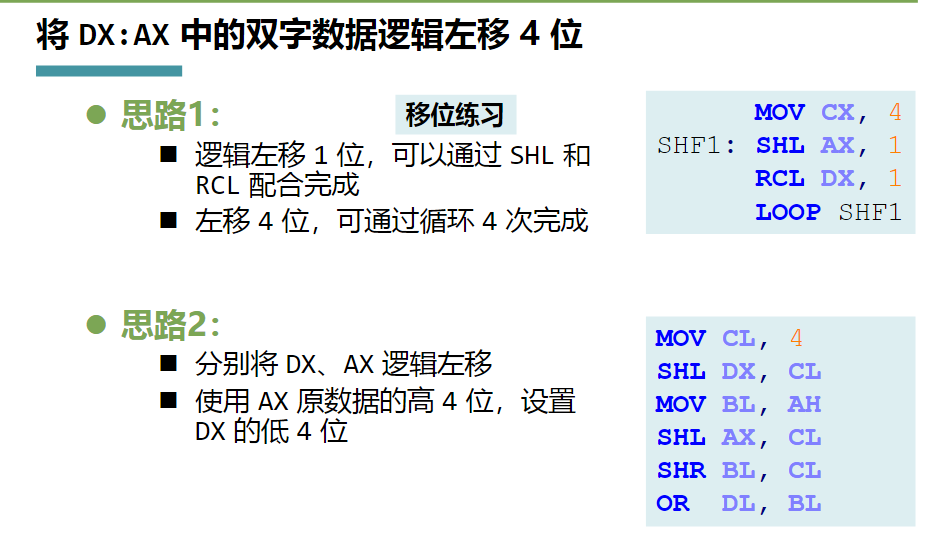 将 DX:AX 中的双字数据逻辑左移 4 位
思路1：
移位练习
逻辑左移 1 位，可以通过 SHL 和
RCL 配合完成
左移 4 位，可通过循环 4 次完成
MOV CX, 4
SHF1: SHL AX, 1
RCL DX, 1
LOOP SHF1
思路2：
分别将 DX、AX 逻辑左移
使用 AX 原数据的高 4 位，设置
DX 的低 4 位
MOV CL, 4
SHL DX, CL
MOV BL, AH
SHL AX, CL
SHR BL, CL
OR DL, BL